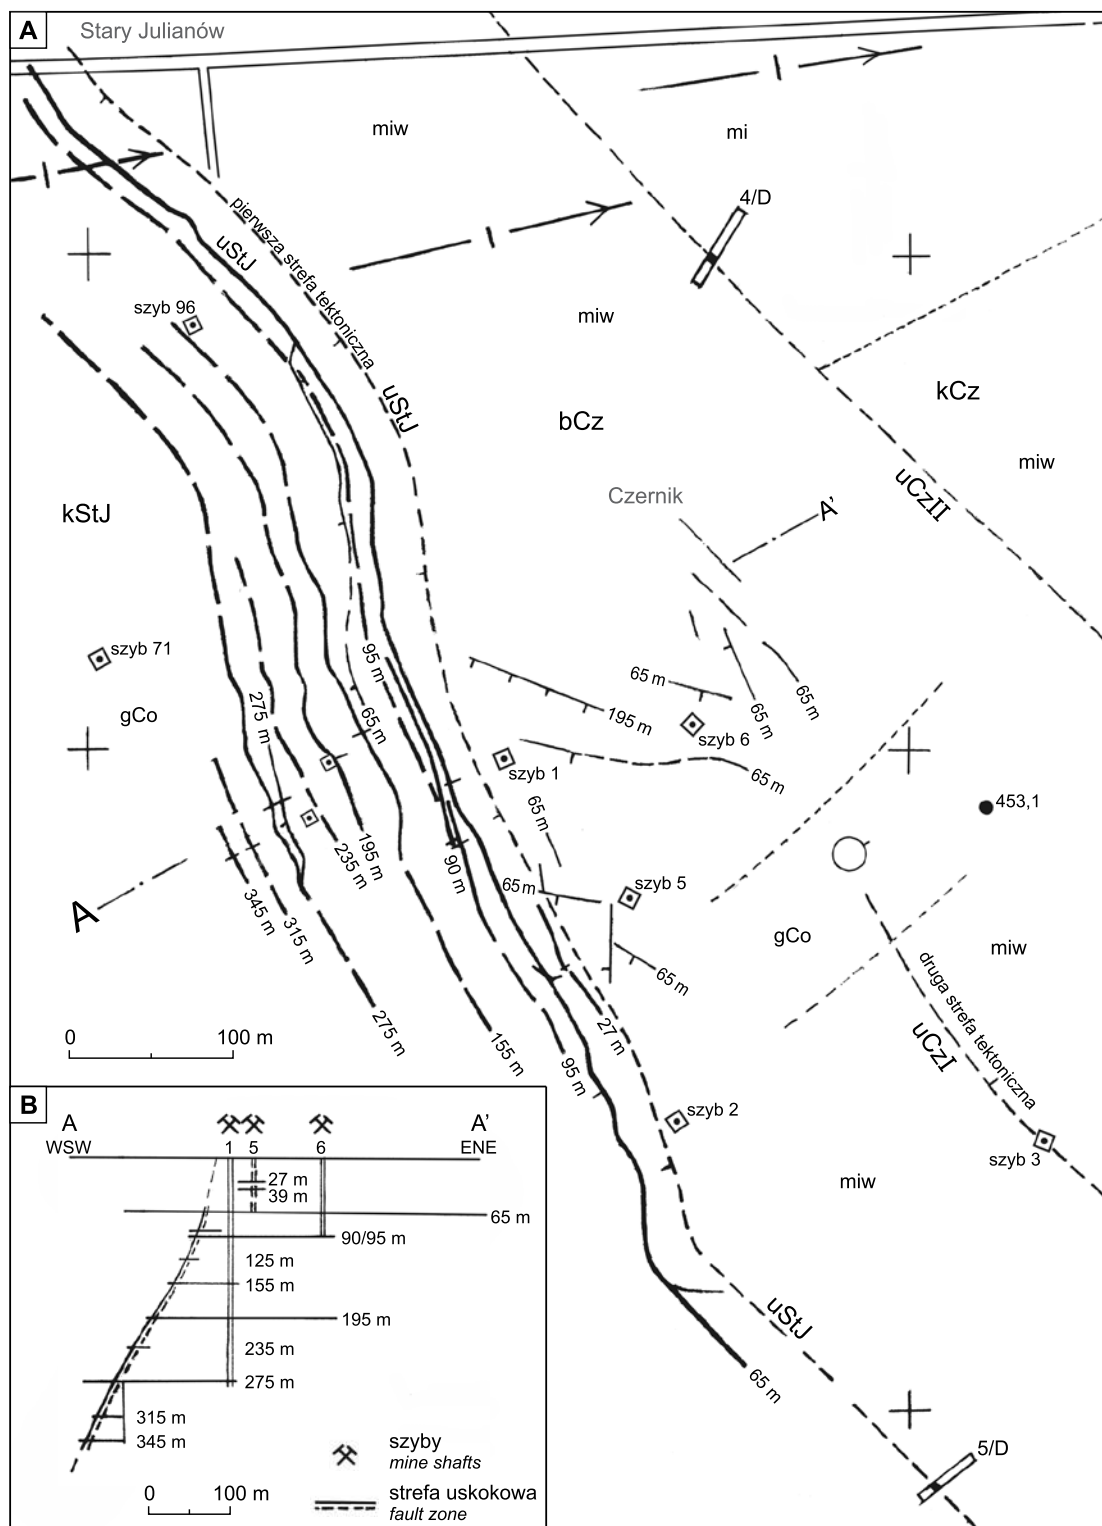 A
Stary Julianów
miw
mi
4/D
pierwsza strefa tektoniczna
uStJ
szyb 96
miw
uStJ
kCz
bCz
miw
uCzII
Czernik
A’
kStJ
szyb 71
gCo
95 m
65 m
275 m
65 m
195 m
65 m
65 m
szyb 6
szyb 1
65 m
65 m
453,1
195 m
235 m
90 m
65 m
szyb 5
345 m
315 m
A
gCo
miw
65 m
druga strefa tektoniczna
uCzI
27 m
275 m
155 m
95 m
0 100 m
szyb 2
szyb 3
miw
uStJ
65 m
5/D
B
A A’
WSW 1 5 6 ENE
27 m
39 m
65 m
90/95 m
125 m
155 m
195 m
235 m
275 m
315 m
345 m
szyby
mine shafts
0 100 m
strefa uskokowa
fault zone